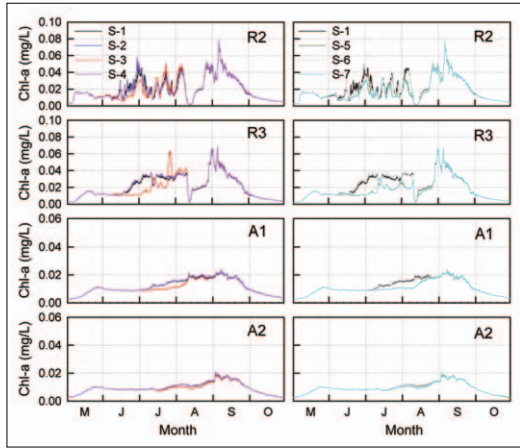 Chl-a (mg/L)
0.10
0.08
0.06
0.04
0.02
0.00
S-1
S-2
S-3
S-4
R2
S-1
S-5
S-6
S-7
R2
Chl-a (mg/L)
0.10
0.08
0.06
0.04
0.02
0.00
R3
R3
Chl-a (mg/L)
0.06
0.04
0.02
0.00
A1
A1
Chl-a (mg/L)
0.06
0.04
0.02
0.00
A2
A2
M J J A S O
M J J A S O
Month
Month